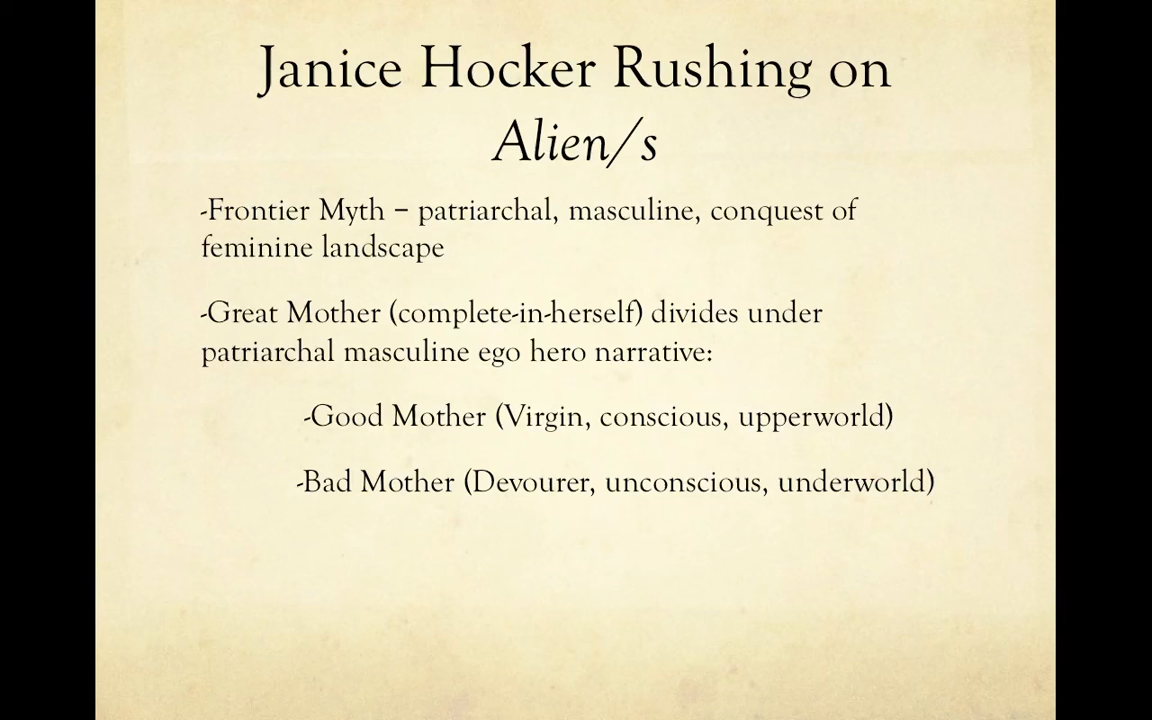 Janice Hocker Rushing on
Alien/s
-Frontier Myth – patriarchal, masculine, conquest of
feminine landscape
-Great Mother (complete-in-herself) divides under
patriarchal masculine ego hero narrative:
-Good Mother (Virgin, conscious, upperworld)
-Bad Mother (Devourer, unconscious, underworld)